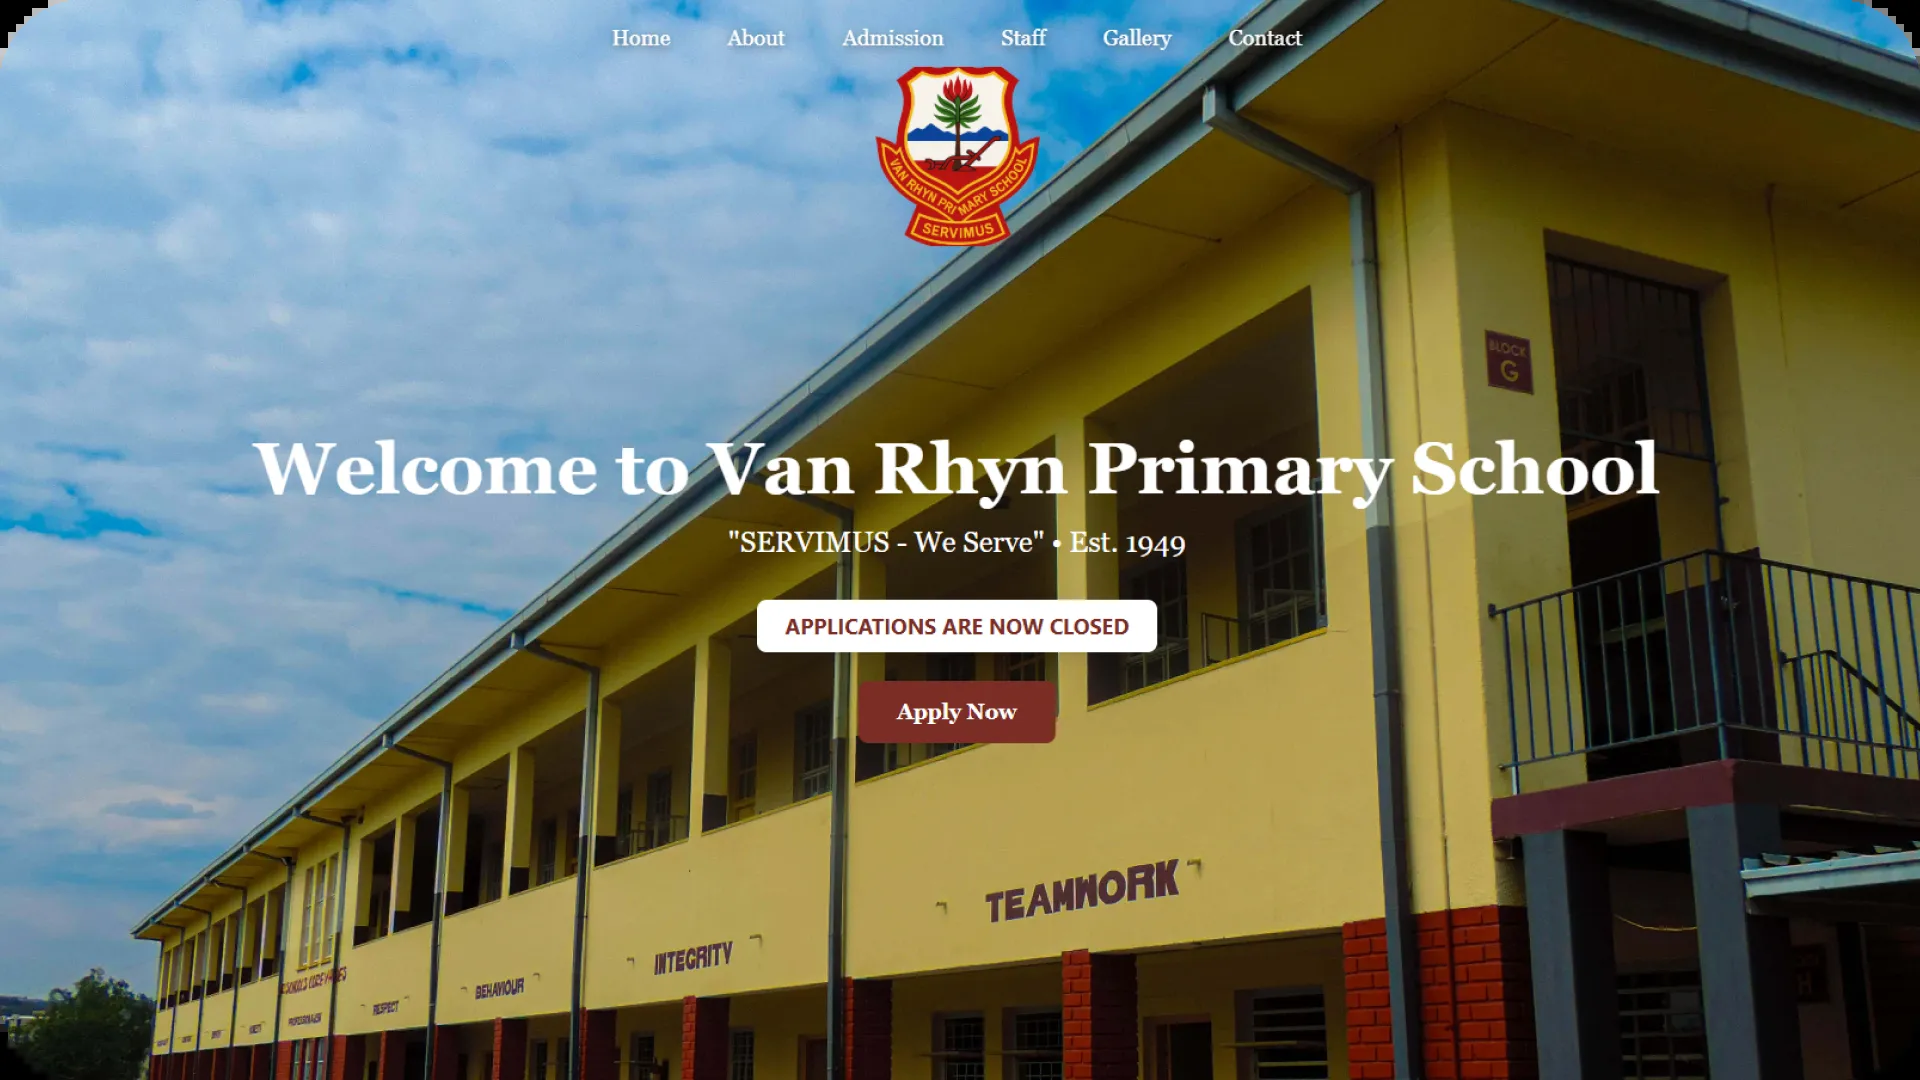 Home About Admission Staff Gallery Contact
VAN RHYN PRIMARY SCHOOL
SERVIMUS
BLOCK
G
Welcome to Van Rhyn Primary School
"SERVIMUS - We Serve" • Est. 1949
APPLICATIONS ARE NOW CLOSED
Apply Now
TEAMWORK
INTEGRITY
BEHAVIOUR
RESPECT